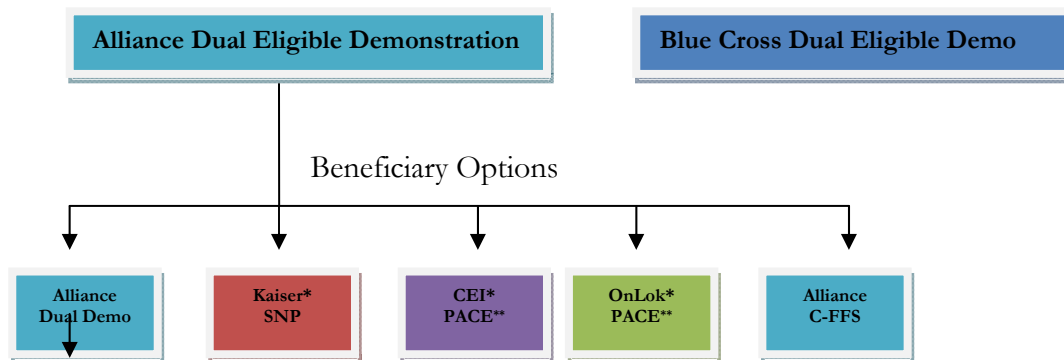 Alliance Dual Eligible Demonstration
Blue Cross Dual Eligible Demo
Beneficiary Options
Alliance
Dual Demo
Kaiser*
SNP
CEI*
PACE**
OnLok*
PACE**
Alliance
C-FFS